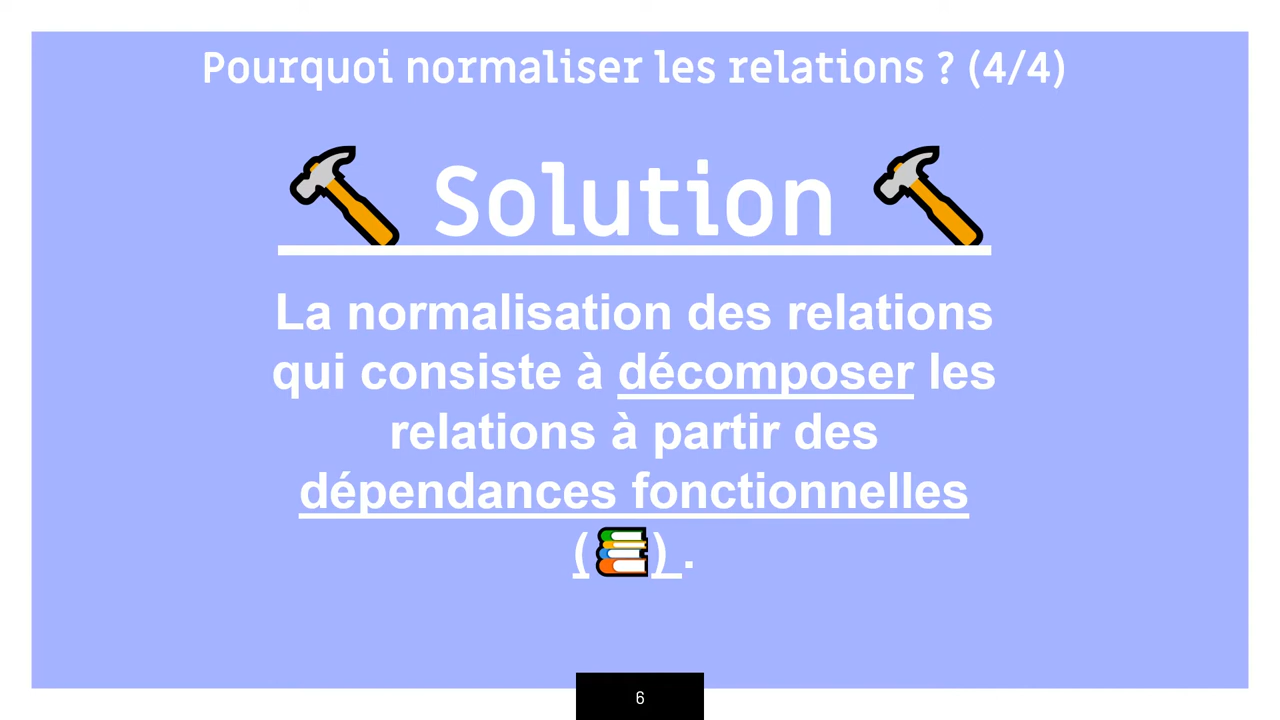 Pourquoi normaliser les relations ? (4/4)
🔨 Solution 🔨
La normalisation des relations
qui consiste à décomposer les
relations à partir des
dépendances fonctionnelles
(📚) .
6